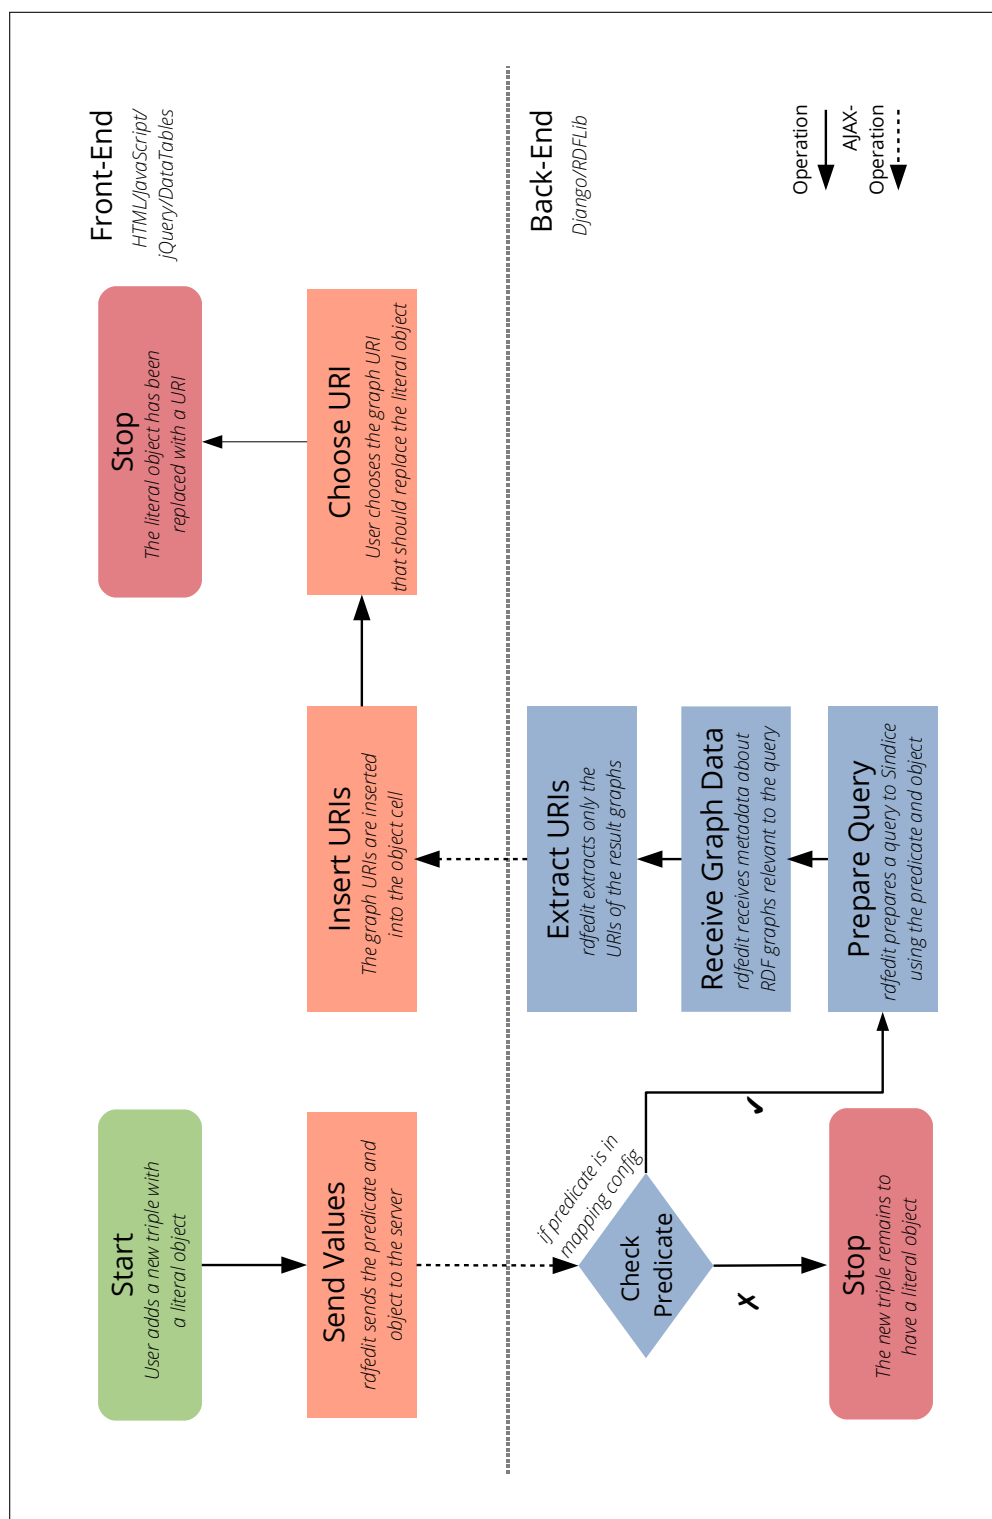 Start
User adds a new triple with
a literal object
Send Values
rdfedit sends the predicate and
object to the server
if predicate is in
mapping config
Check
Predicate
✓
✗
Stop
The new triple remains to
have a literal object
Prepare Query
rdfedit prepares a query to Sindice
using the predicate and object
Receive Graph Data
rdfedit receives metadata about
RDF graphs relevant to the query
Extract URIs
rdfedit extracts only the
URIs of the result graphs
Insert URIs
The graph URIs are inserted
into the object cell
Choose URI
User chooses the graph URI
that should replace the literal object
Stop
The literal object has been
replaced with a URI
Front-End
HTML/JavaScript/
jQuery/DataTables
Back-End
Django/RDFLib
Operation
AJAX-
Operation